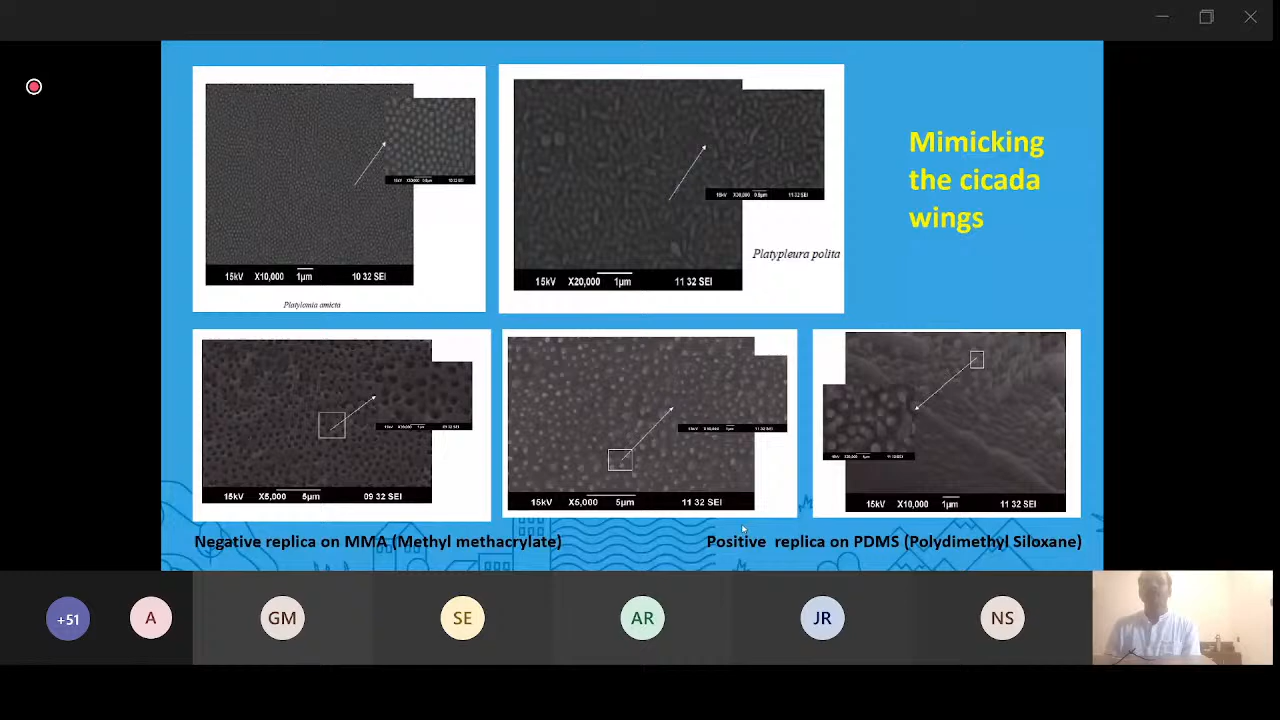 Mimicking
the cicada
wings
15kV X10,000 1μm 10 32 SEI
Platylomia amicta
15kV X20,000 1μm 11 32 SEI
Platypleura polita
15kV X5,000 5μm 09 32 SEI
15kV X5,000 5μm 11 32 SEI
15kV X10,000 1μm 11 32 SEI
Negative replica on MMA (Methyl methacrylate)
Positive replica on PDMS (Polydimethyl Siloxane)
+51
A
GM
SE
AR
JR
NS